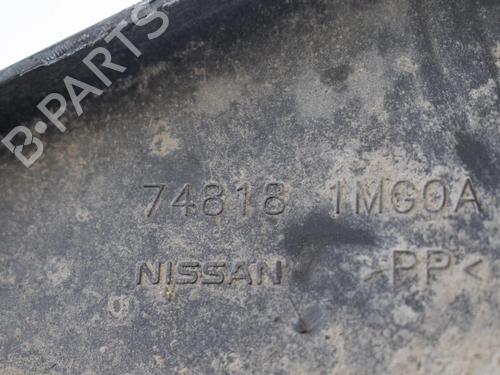 B-PARTS
74818 1MG0A
NISSAN >PP<